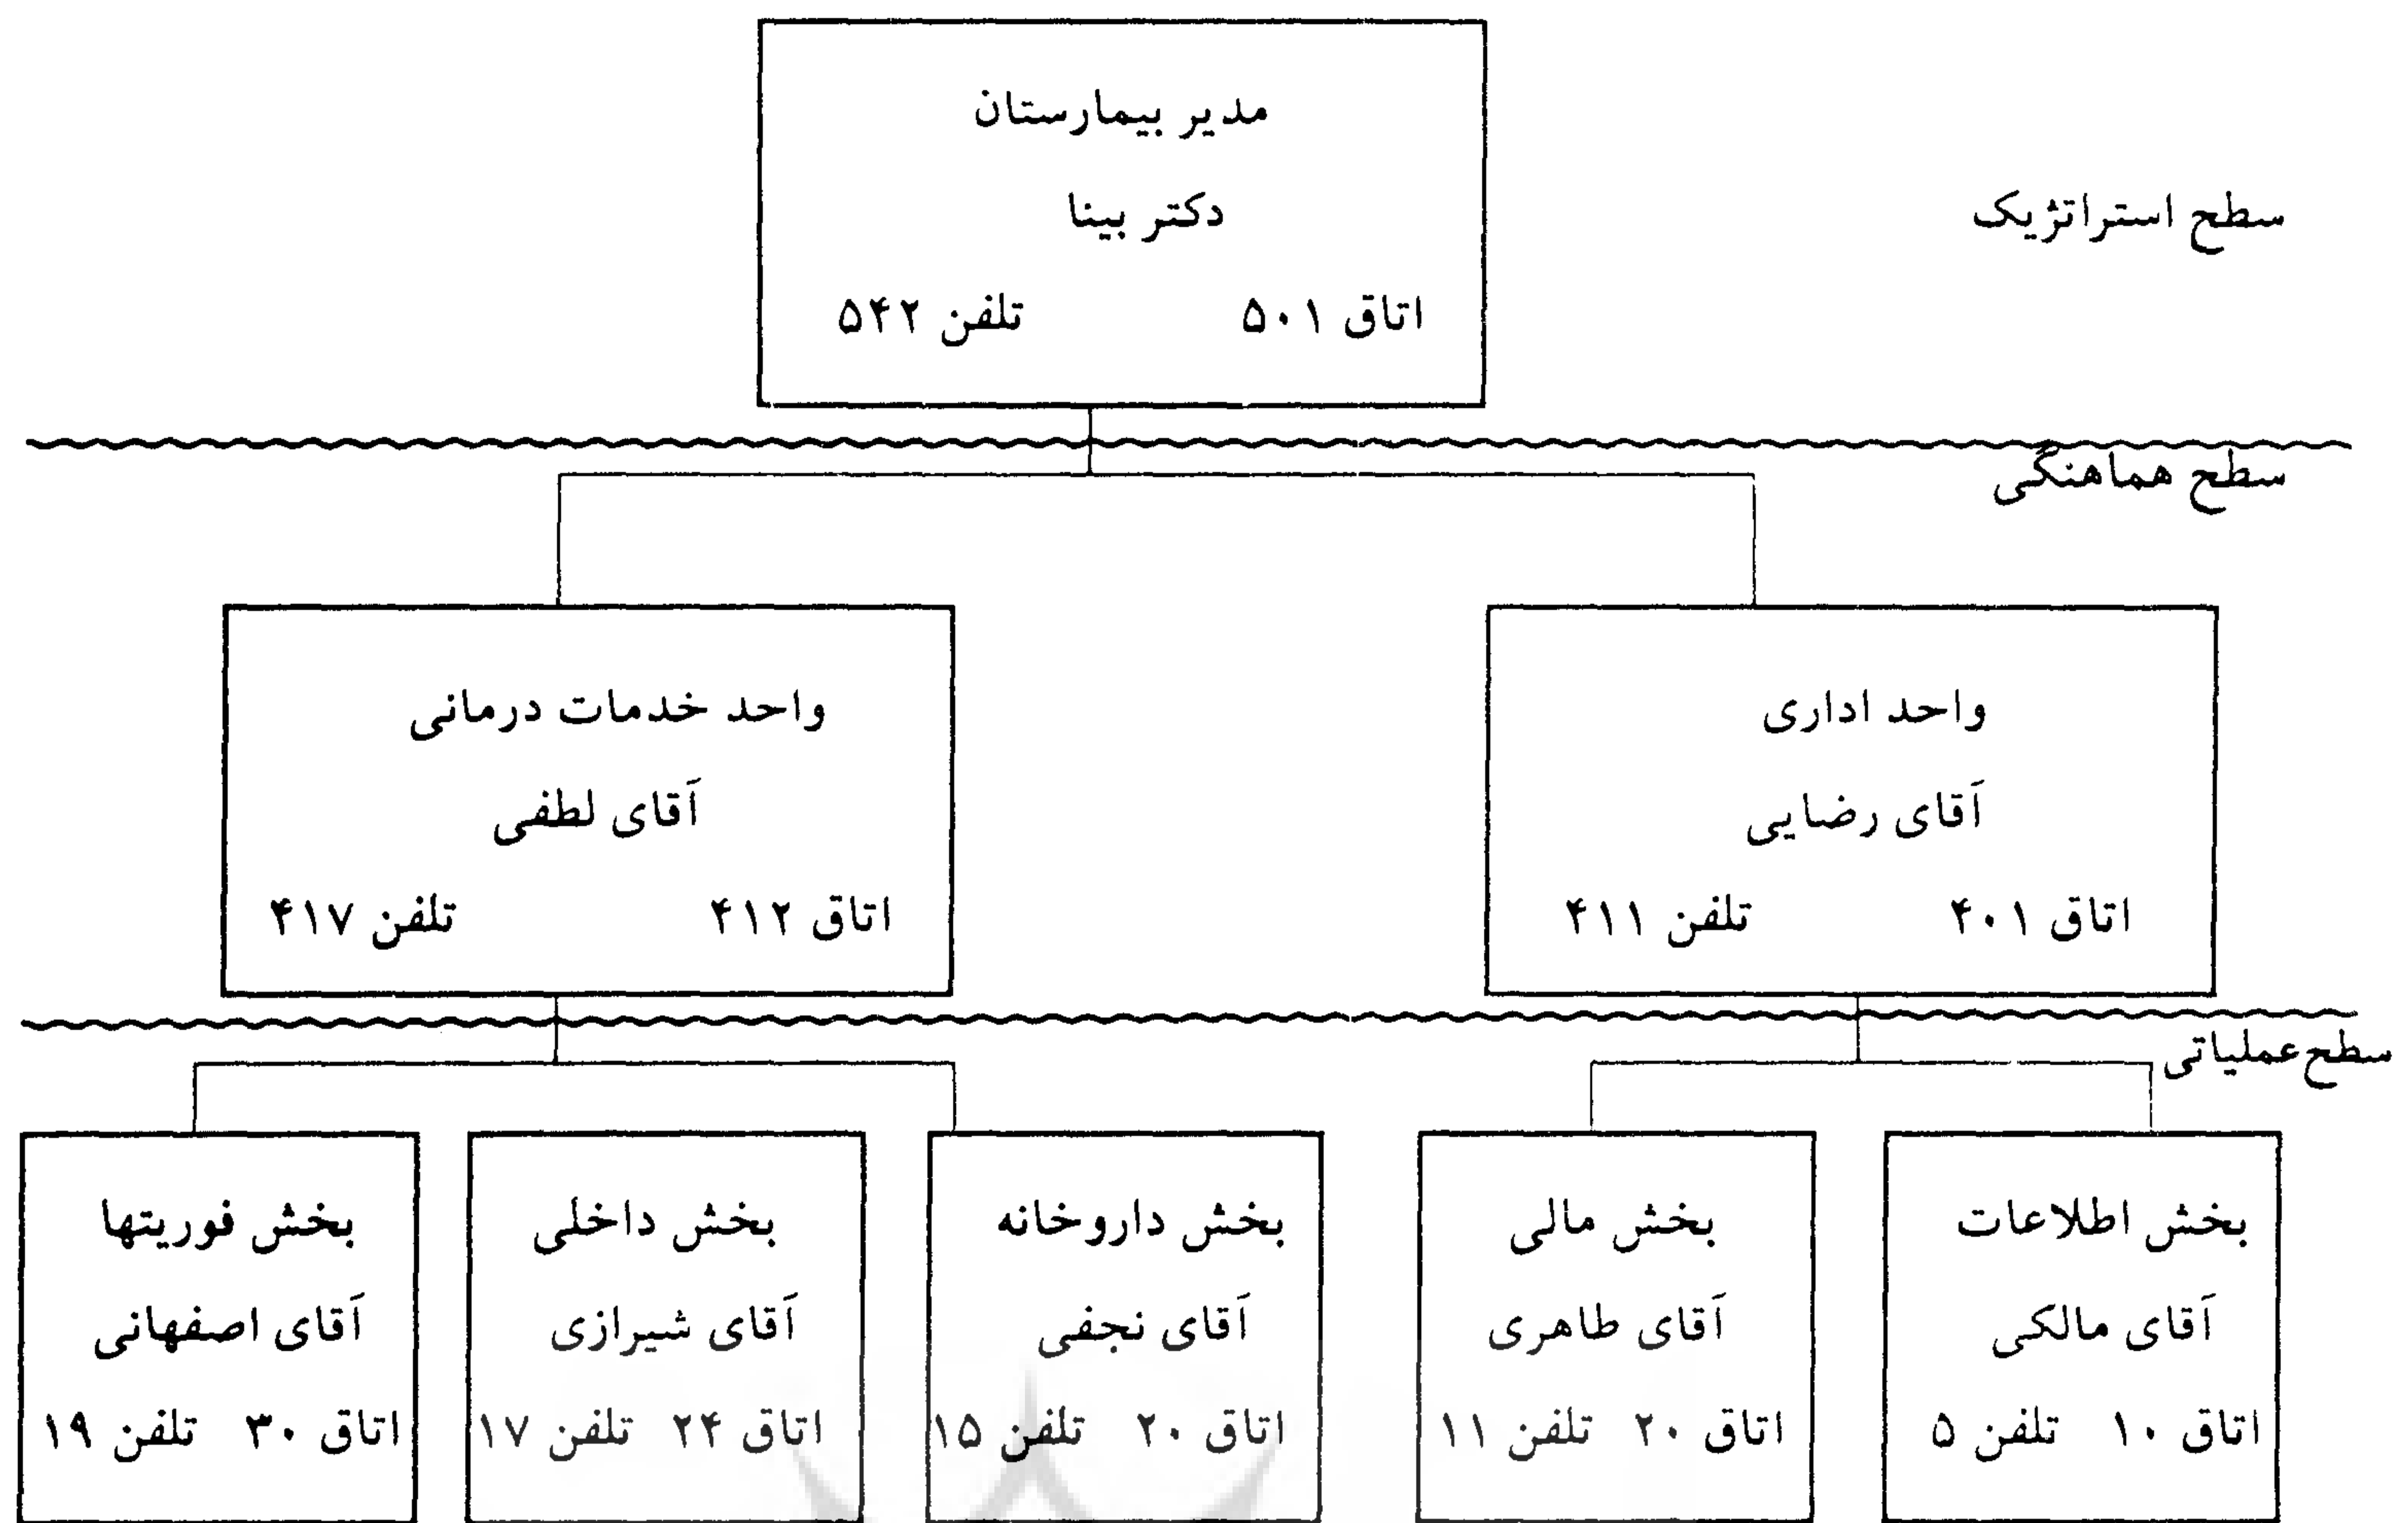 سطح استراتژیک
مدیر بیمارستان
دکتر بینا
اتاق ۵۰۱ تلفن ۵۴۲
سطح هماهنگی
واحد اداری
آقای رضایی
اتاق ۴۰۱ تلفن ۴۱۱
واحد خدمات درمانی
آقای لطفی
اتاق ۴۱۲ تلفن ۴۱۷
سطح عملیاتی
بخش اطلاعات
آقای مالکی
اتاق ۱۰ تلفن ۵
بخش مالی
آقای طاهری
اتاق ۲۰ تلفن ۱۱
بخش داروخانه
آقای نجفی
اتاق ۲۰ تلفن ۱۵
بخش داخلی
آقای شیرازی
اتاق ۲۴ تلفن ۱۷
بخش فوریتها
آقای اصفهانی
اتاق ۳۰ تلفن ۱۹